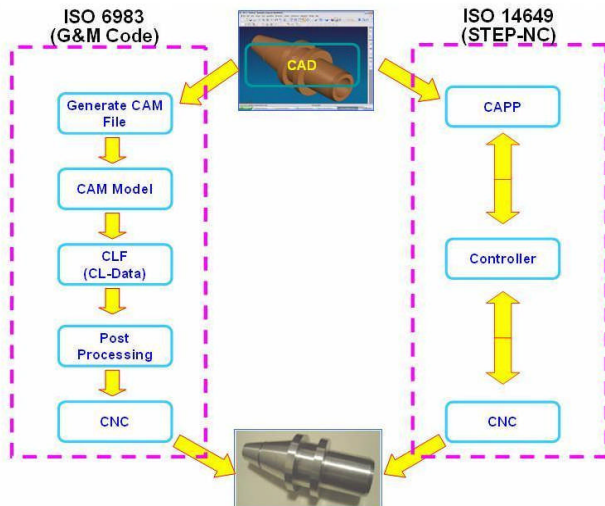 ISO 6983
(G&M Code)
ISO 14649
(STEP-NC)
CAD
Generate CAM
File
CAM Model
CLF
(CL-Data)
Post
Processing
CNC
CAPP
Controller
CNC